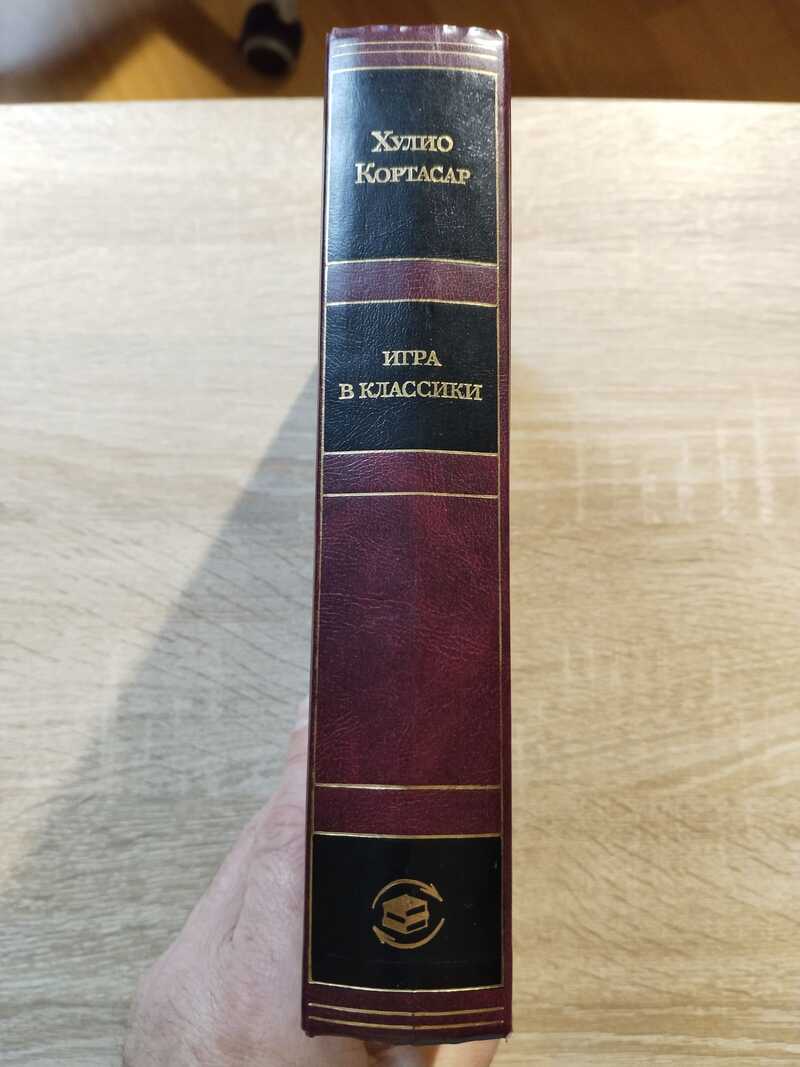 Хулио
Кортасар
игра
в классики